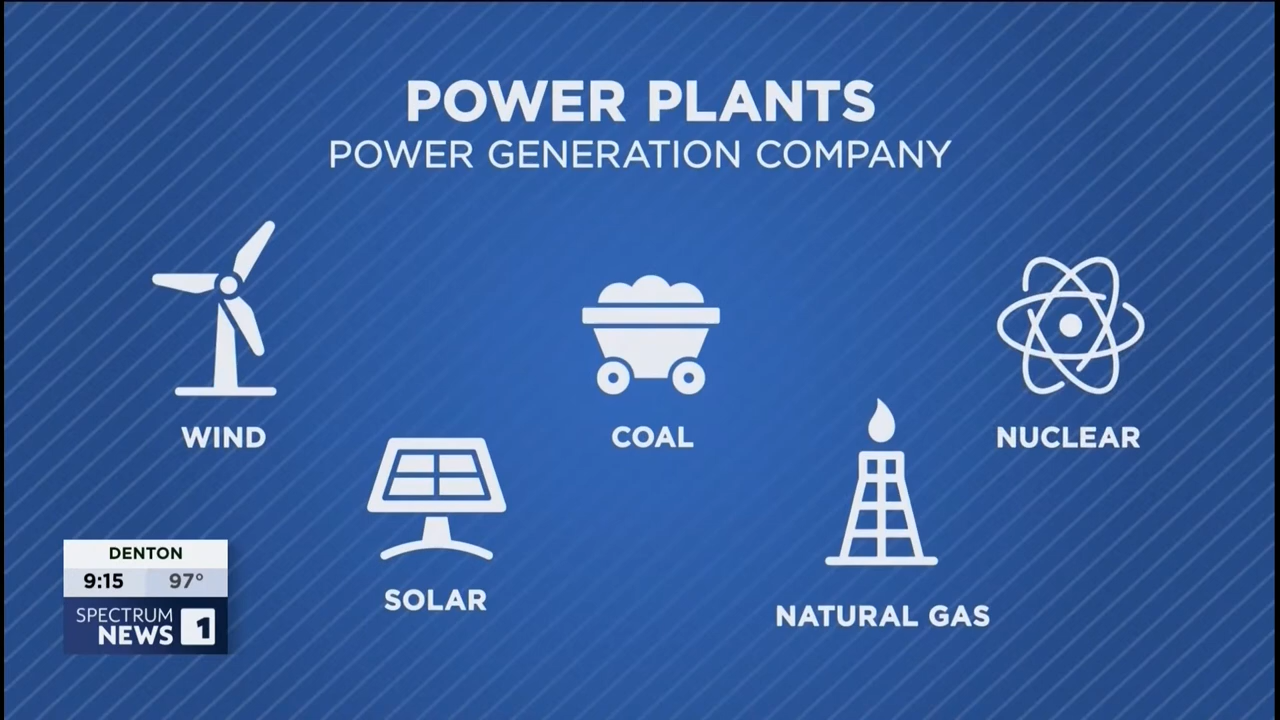 POWER PLANTS
POWER GENERATION COMPANY
WIND
COAL
NUCLEAR
SOLAR
NATURAL GAS
DENTON
9:15 97°
SPECTRUM
NEWS 1